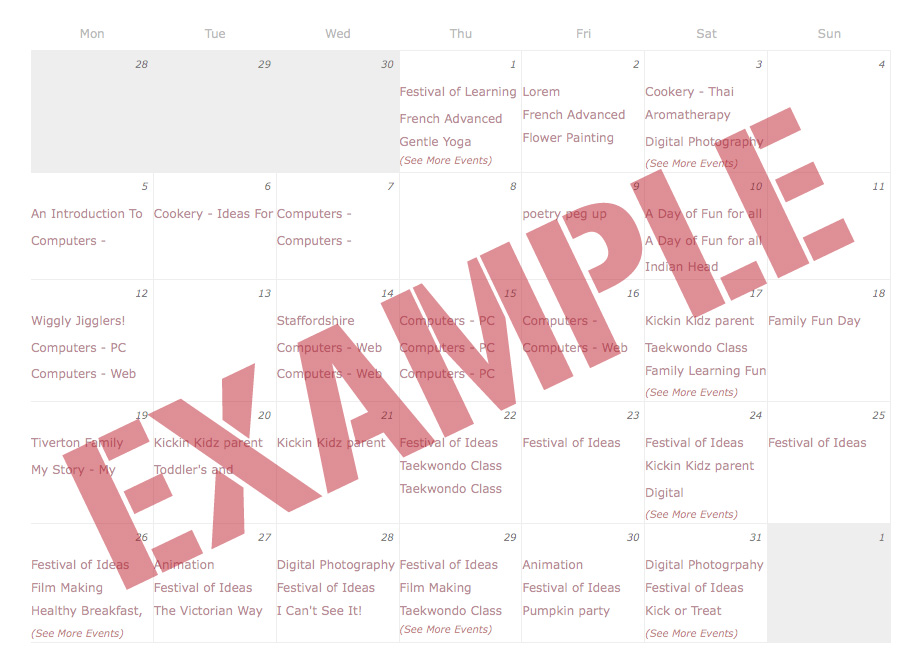 Mon Tue Wed Thu Fri Sat Sun
28 29 30 1 2 3 4
Festival of Learning Lorem Cookery - Thai
French Advanced French Advanced Aromatherapy
Gentle Yoga Flower Painting Digital Photography
(See More Events) (See More Events)
5 6 7 8 9 10 11
An Introduction To Cookery - Ideas For Computers - poetry peg up A Day of Fun for all
Computers - Computers - A Day of Fun for all
Indian Head
12 13 14 15 16 17 18
Wiggly Jigglers! Staffordshire Computers - PC Computers - Kickin Kidz parent Family Fun Day
Computers - PC Computers - Web Computers - PC Computers - Web Taekwondo Class
Computers - Web Computers - Web Computers - PC Family Learning Fun
(See More Events)
19 20 21 22 23 24 25
Tiverton Family Kickin Kidz parent Kickin Kidz parent Festival of Ideas Festival of Ideas Festival of Ideas Festival of Ideas
My Story - My Toddler's and Taekwondo Class Kickin Kidz parent
Taekwondo Class Digital
(See More Events)
26 27 28 29 30 31 1
Festival of Ideas Animation Digital Photography Festival of Ideas Animation Digital Photogrpahy
Film Making Festival of Ideas Festival of Ideas Film Making Festival of Ideas Festival of Ideas
Healthy Breakfast, The Victorian Way I Can't See It! Taekwondo Class Pumpkin party Kick or Treat
(See More Events) (See More Events) (See More Events)
EXAMPLE